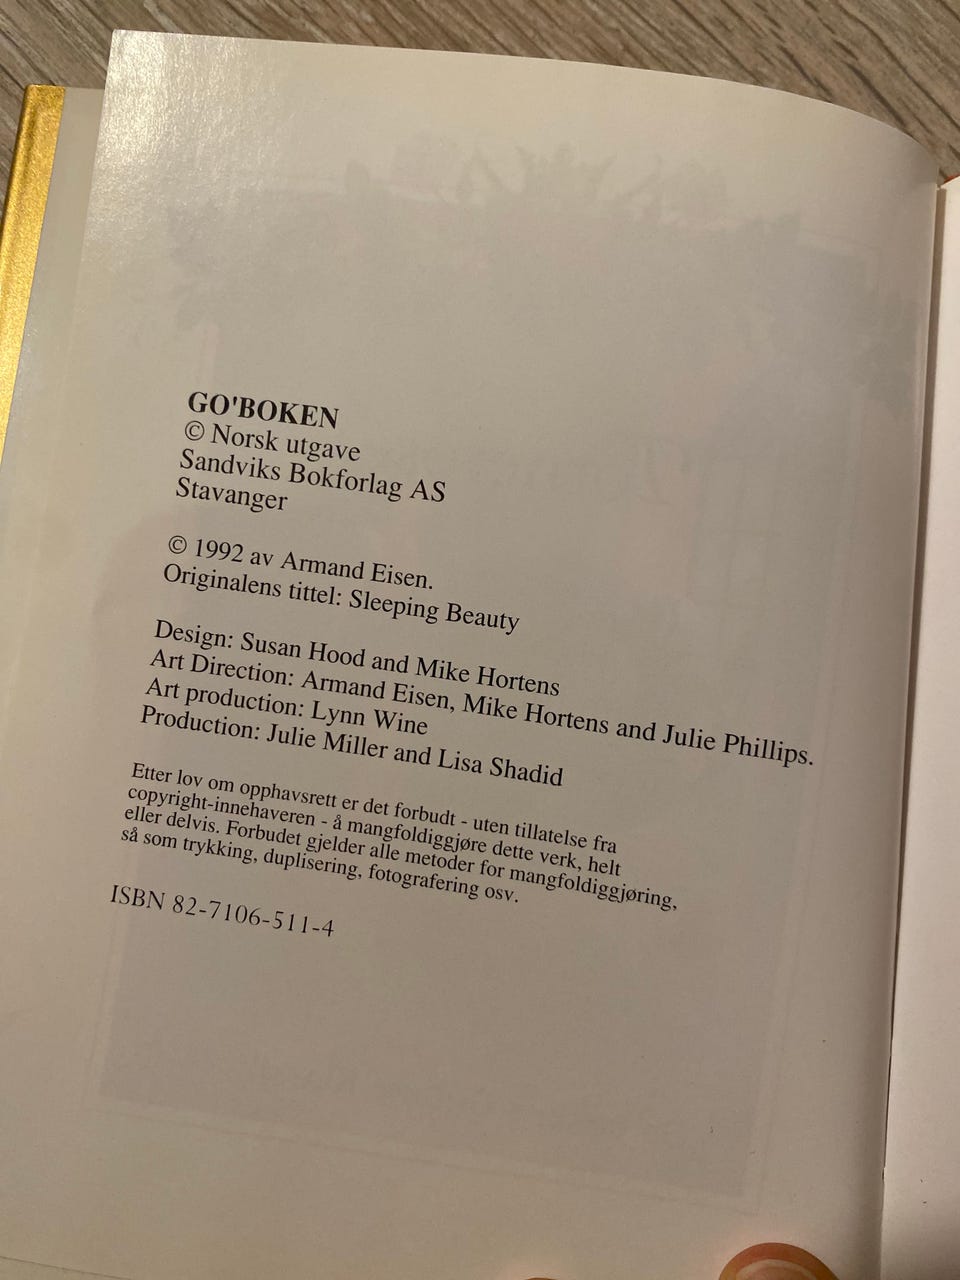 GO'BOKEN
© Norsk utgave
Sandviks Bokforlag AS
Stavanger
© 1992 av Armand Eisen.
Originalens tittel: Sleeping Beauty
Design: Susan Hood and Mike Hortens
Art Direction: Armand Eisen, Mike Hortens and Julie Phillips.
Art production: Lynn Wine
Production: Julie Miller and Lisa Shadid
Etter lov om opphavsrett er det forbudt - uten tillatelse fra
copyright-innehaveren - å mangfoldiggjøre dette verk, helt
eller delvis. Forbudet gjelder alle metoder for mangfoldiggjøring,
så som trykking, duplisering, fotografering osv.
ISBN 82-7106-511-4